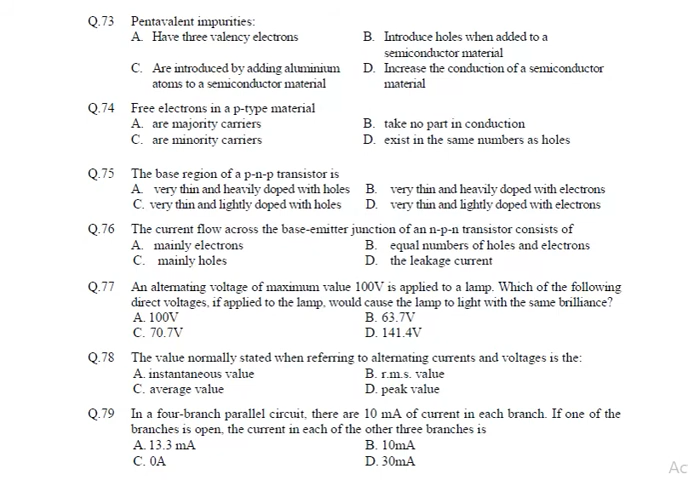 Q.73 Pentavalent impurities:
A. Have three valency electrons B. Introduce holes when added to a
semiconductor material
C. Are introduced by adding aluminium D. Increase the conduction of a semiconductor
atoms to a semiconductor material material
Q.74 Free electrons in a p-type material
A. are majority carriers B. take no part in conduction
C. are minority carriers D. exist in the same numbers as holes
Q.75 The base region of a p-n-p transistor is
A. very thin and heavily doped with holes B. very thin and heavily doped with electrons
C. very thin and lightly doped with holes D. very thin and lightly doped with electrons
Q.76 The current flow across the base-emitter junction of an n-p-n transistor consists of
A. mainly electrons B. equal numbers of holes and electrons
C. mainly holes D. the leakage current
Q.77 An alternating voltage of maximum value 100V is applied to a lamp. Which of the following
direct voltages, if applied to the lamp, would cause the lamp to light with the same brilliance?
A. 100V B. 63.7V
C. 70.7V D. 141.4V
Q.78 The value normally stated when referring to alternating currents and voltages is the:
A. instantaneous value B. r.m.s. value
C. average value D. peak value
Q.79 In a four-branch parallel circuit, there are 10 mA of current in each branch. If one of the
branches is open, the current in each of the other three branches is
A. 13.3 mA B. 10mA
C. 0A D. 30mA
Ac